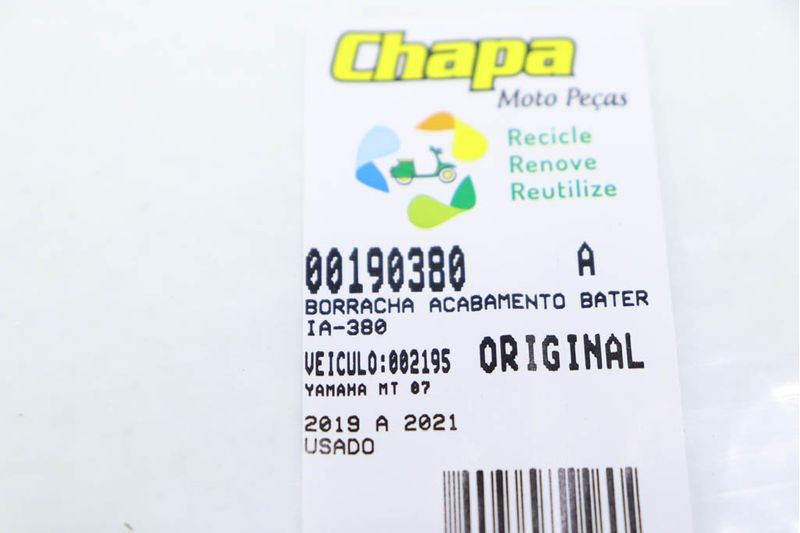 Chapa
Moto Peças
Recicle
Renove
Reutilize
00190380 A
BORRACHA ACABAMENTO BATER
IA-380
VEICULO:002195 ORIGINAL
YAMAHA MT 07
2019 A 2021
USADO